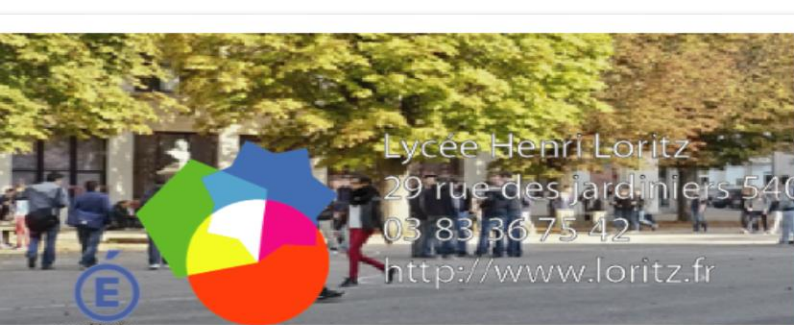 Lycée Henri Loritz
29 rue des jardiniers 540
03 83 36 75 42
http://www.loritz.fr
É